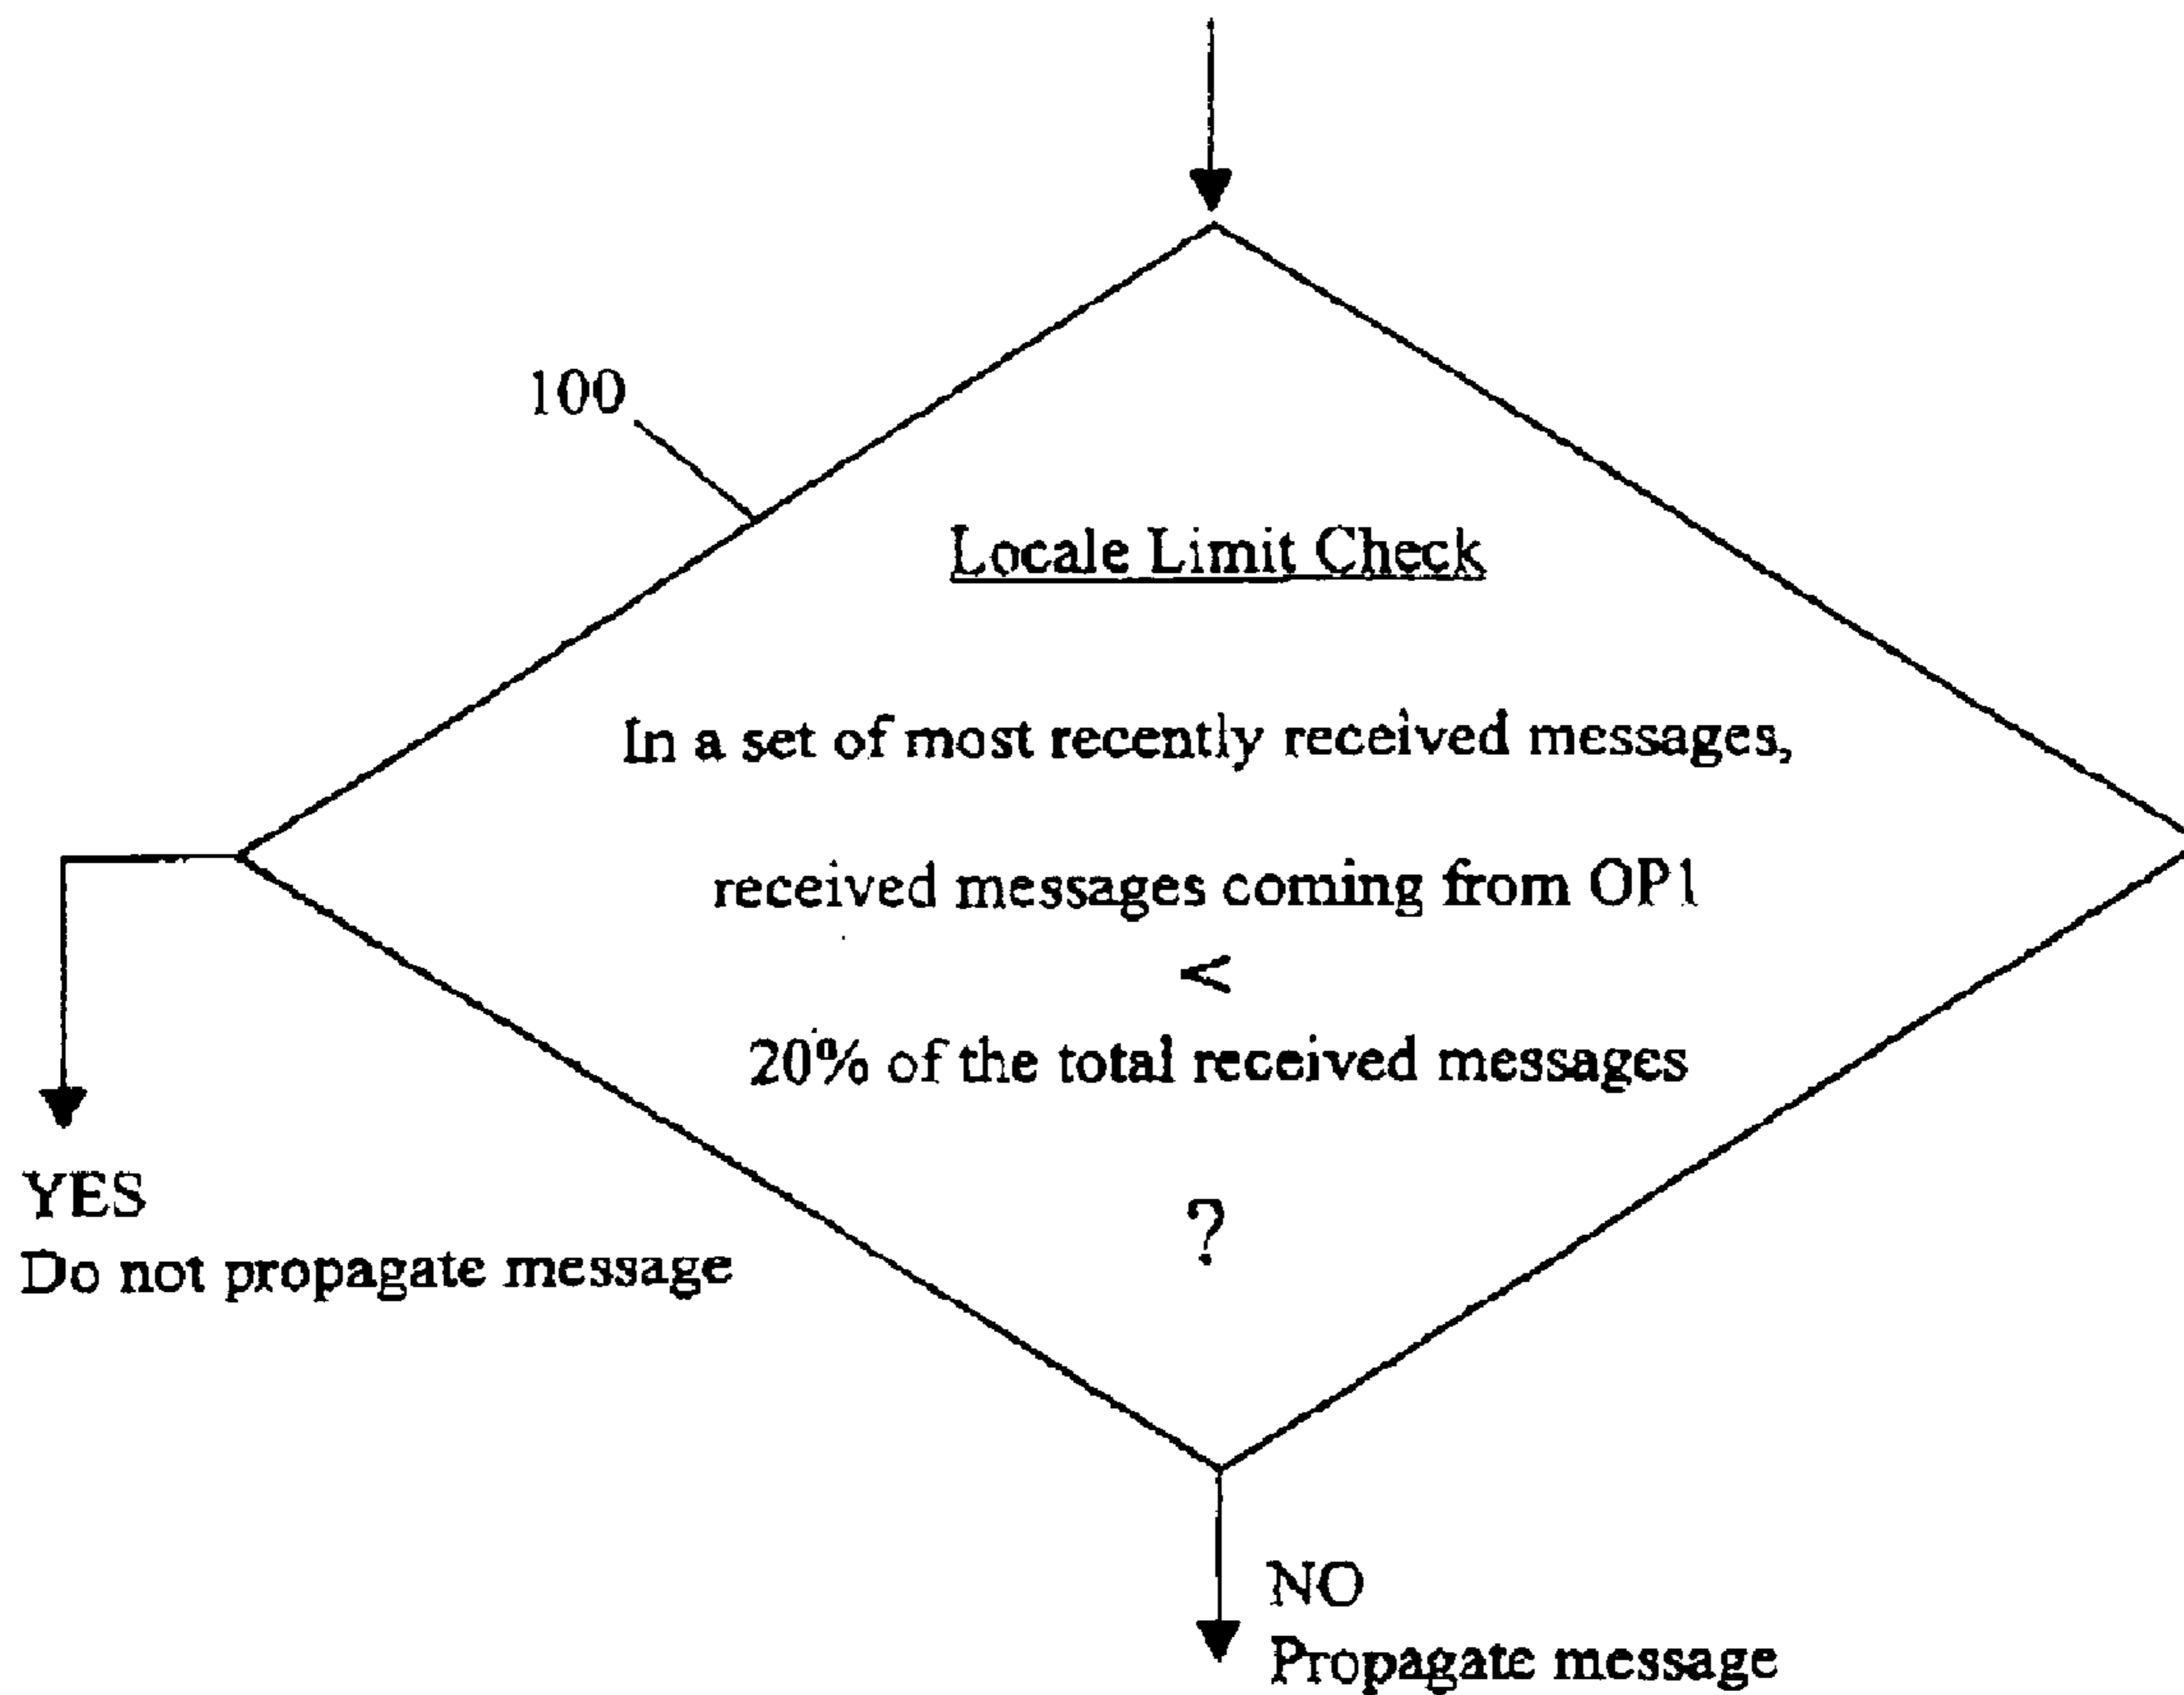 100
Locale Limit Check
In a set of most recently received messages,
received messages coming from OP1
<
20% of the total received messages
?
YES
Do not propagate message
NO
Propagate message